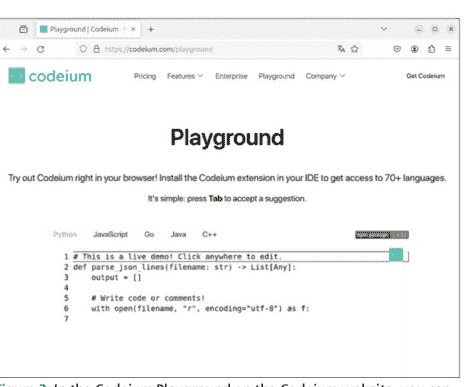 Playground | Codeium ·
https://codeium.com/playground
codeium
Pricing Features Enterprise Playground Company Get Codeium
Playground
Try out Codeium right in your browser! Install the Codeium extension in your IDE to get access to 70+ languages.
It's simple: press Tab to accept a suggestion.
Python JavaScript Go Java C++
1 # This is a live demo! Click anywhere to edit.
2 def parse_json_lines(filename: str) -> List[Any]:
3 output = []
4
5 # Write code or comments!
6 with open(filename, "r", encoding="utf-8") as f:
7
In the Codeium Playground on the Codeium website, you can